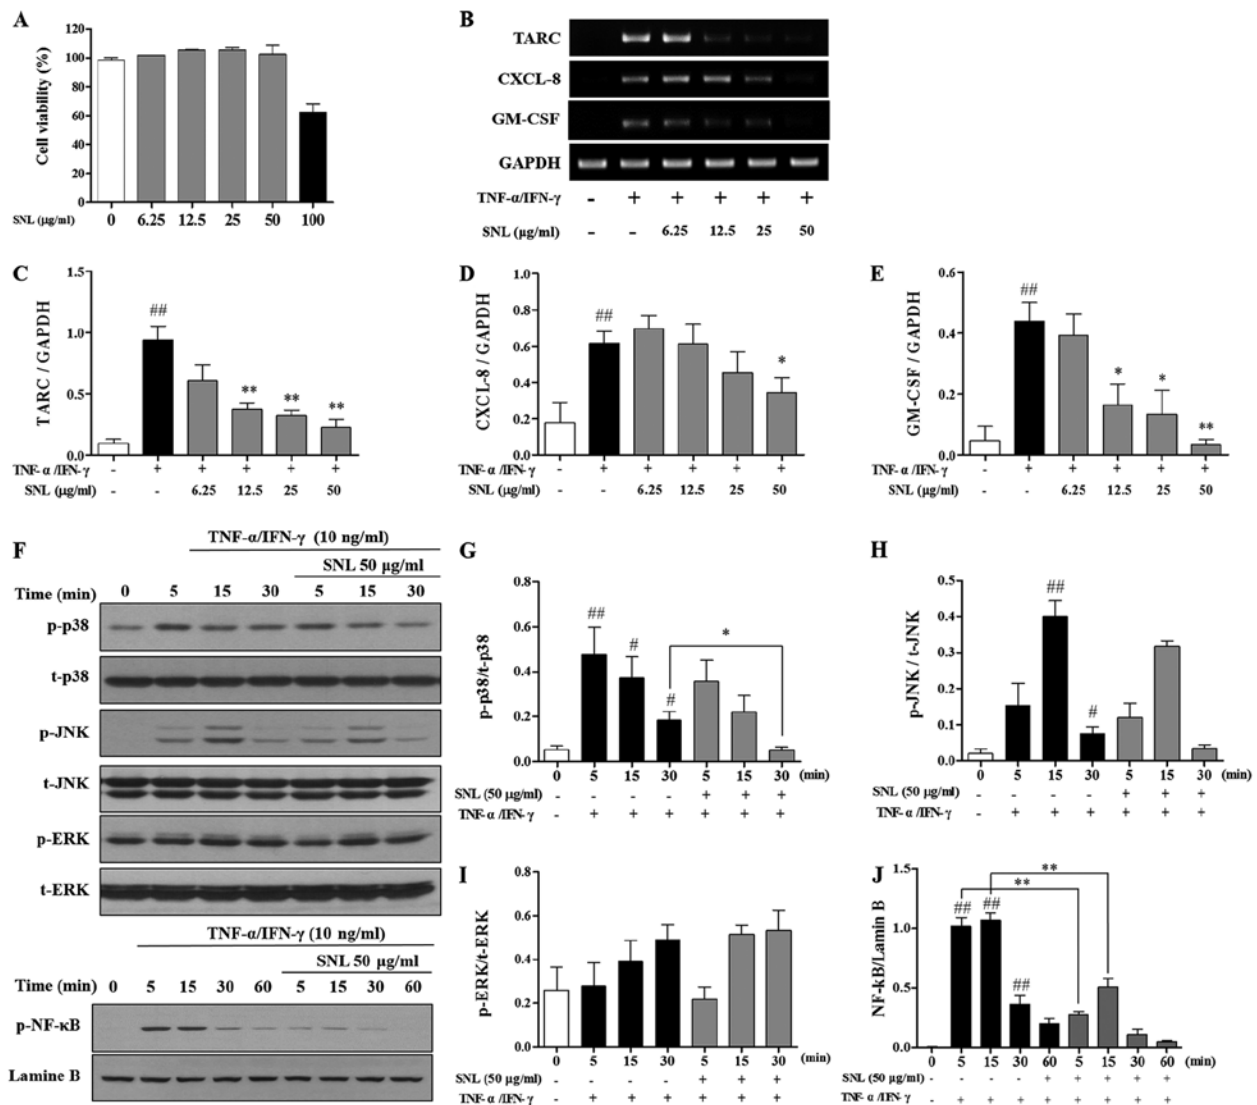 A
Cell viability (%)
120
100
80
60
40
20
0
SNL (µg/ml)
0 6.25 12.5 25 50 100
B
TARC
CXCL-8
GM-CSF
GAPDH
TNF-α/IFN-γ - + + + + +
SNL (µg/ml) - - 6.25 12.5 25 50
C
TARC / GAPDH
1.5
1.0
0.5
0.0
## ** ** **
TNF-α/IFN-γ - + + + + +
SNL (µg/ml) - - 6.25 12.5 25 50
D
CXCL-8 / GAPDH
1.0
0.8
0.6
0.4
0.2
0.0
## *
TNF-α/IFN-γ - + + + + +
SNL (µg/ml) - - 6.25 12.5 25 50
E
GM-CSF / GAPDH
0.6
0.4
0.2
0.0
## * * **
TNF-α/IFN-γ - + + + + +
SNL (µg/ml) - - 6.25 12.5 25 50
F
TNF-α/IFN-γ (10 ng/ml)
SNL 50 µg/ml
Time (min) 0 5 15 30 5 15 30
p-p38
t-p38
p-JNK
t-JNK
p-ERK
t-ERK
TNF-α/IFN-γ (10 ng/ml)
SNL 50 µg/ml
Time (min) 0 5 15 30 60 5 15 30 60
p-NF-κB
Lamine B
G
p-p38/t-p38
0.8
0.6
0.4
0.2
0.0
## # # *
0 5 15 30 5 15 30 (min)
SNL (50 µg/ml) - - - - + + +
TNF-α/IFN-γ - + + + + + +
H
p-JNK / t-JNK
0.5
0.4
0.3
0.2
0.1
0.0
## #
0 5 15 30 5 15 30 (min)
SNL (50 µg/ml) - - - - + + +
TNF-α/IFN-γ - + + + + + +
I
p-ERK/t-ERK
0.8
0.6
0.4
0.2
0.0
0 5 15 30 5 15 30 (min)
SNL (50 µg/ml) - - - - + + +
TNF-α/IFN-γ - + + + + + +
J
NF-kB/Lamin B
1.5
1.0
0.5
0.0
## ## ## ** **
0 5 15 30 60 5 15 30 60 (min)
SNL (50 µg/ml) - - - - + + + + +
TNF-α/IFN-γ - + + + + + + + +